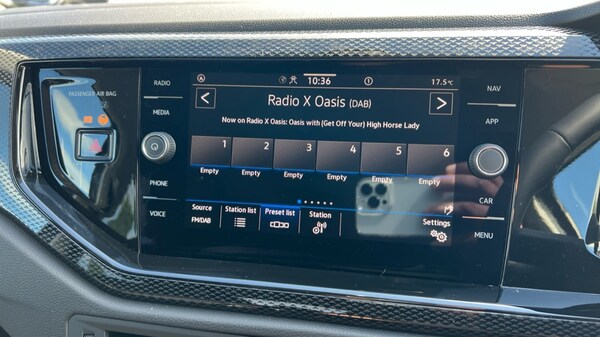 RADIO
MEDIA
PHONE
VOICE
PASSENGER AIR BAG
10:36
17.5°C
Radio X Oasis (DAB)
Now on Radio X Oasis: Oasis with (Get Off Your) High Horse Lady
1 2 3 4 5 6
Empty Empty Empty Empty Empty Empty
Source
FM/DAB
Station list
Preset list
Station
Settings
NAV
APP
CAR
MENU